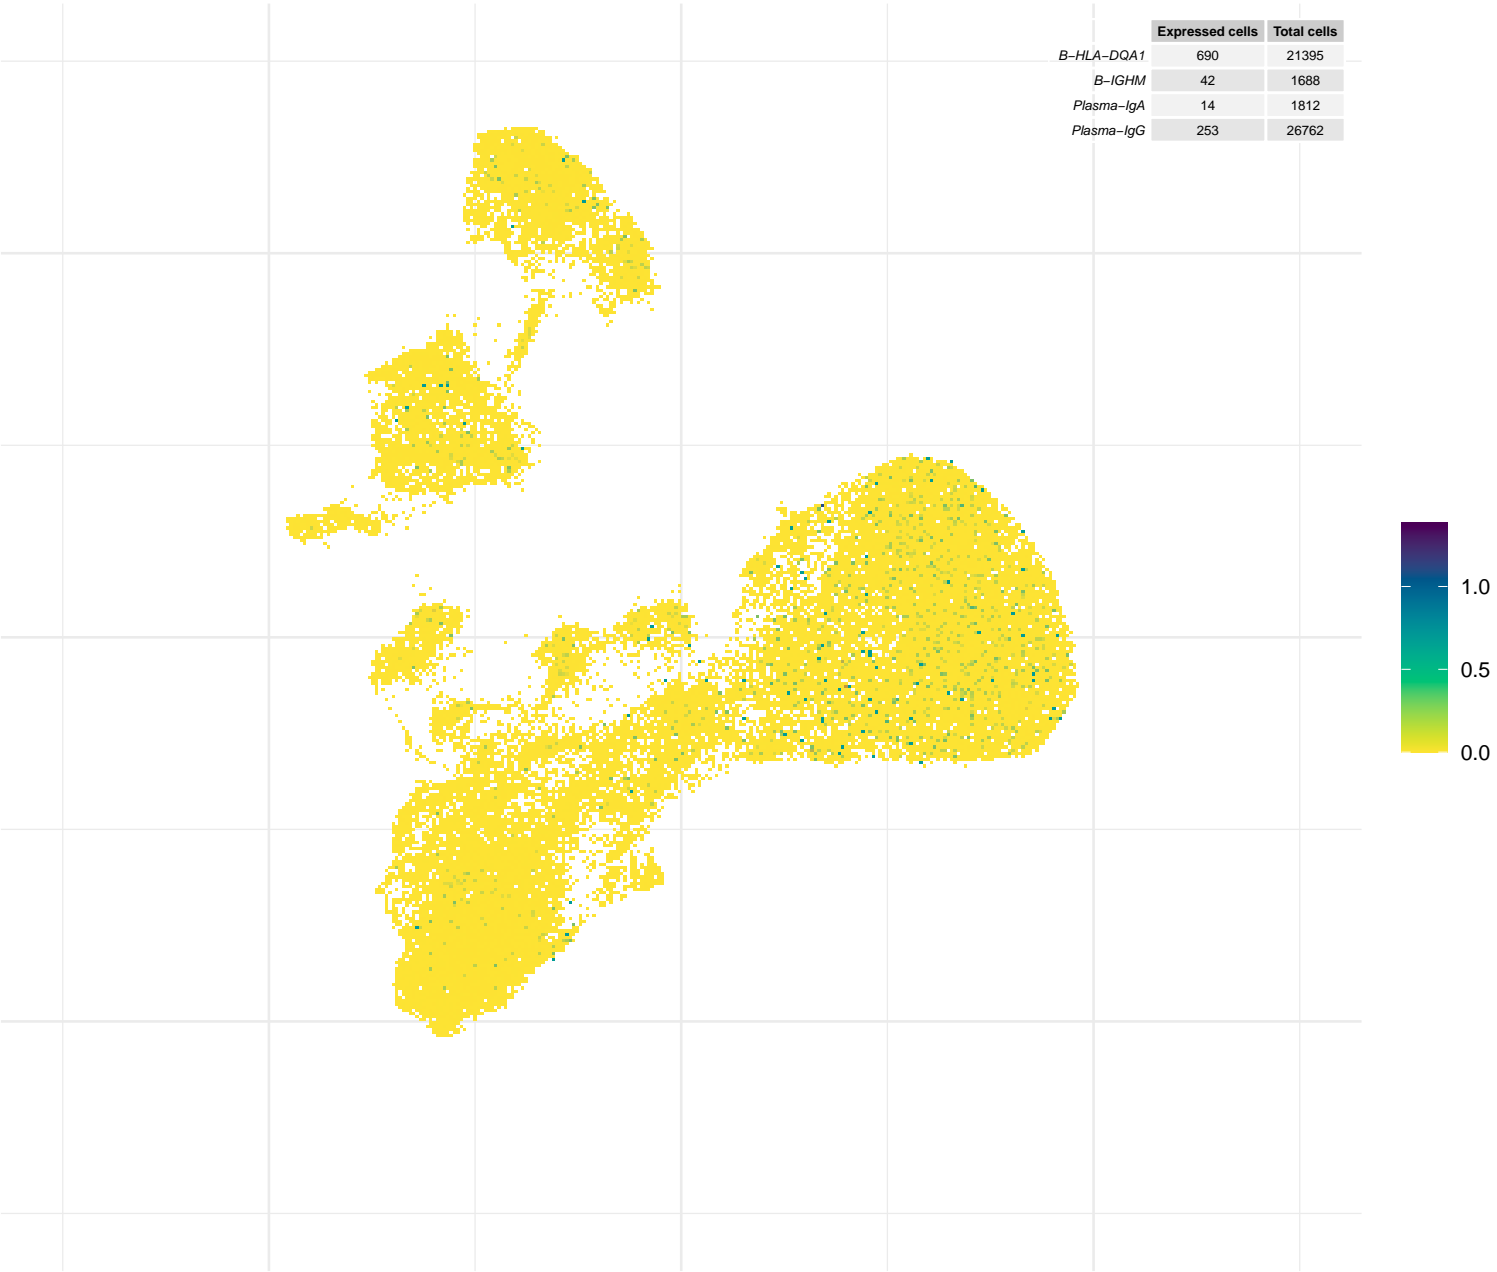 Expressed cells Total cells
B−HLA−DQA1 690 21395
B−IGHM 42 1688
Plasma−IgA 14 1812
Plasma−IgG 253 26762
1.0
0.5
0.0